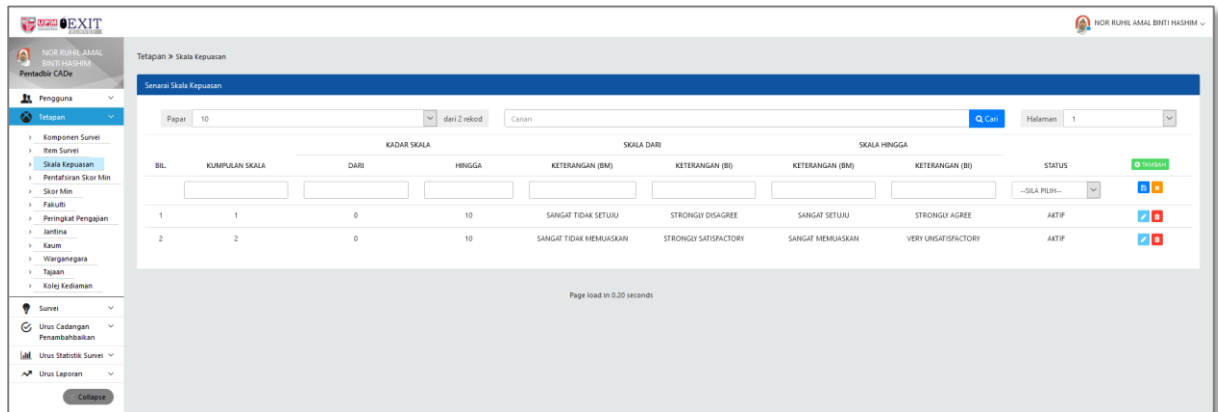 UPM EXIT
SURVEY
NOR RUHIL AMAL BINTI HASHIM
NOR RUHIL AMAL
BINTI HASHIM
Pentadbir CADe
Tetapan » Skala Kepuasan
Senarai Skala Kepuasan
Pengguna
Tetapan
Komponen Survei
Item Survei
Skala Kepuasan
Pentafsiran Skor Min
Skor Min
Fakulti
Peringkat Pengajian
Jantina
Kaum
Warganegara
Tajaan
Kolej Kediaman
Survei
Urus Cadangan
Penambahbaikan
Urus Statistik Survei
Urus Laporan
Collapse
Papar 10 dari 2 rekod Carian Cari Halaman 1
KADAR SKALA SKALA DARI SKALA HINGGA
BIL. KUMPULAN SKALA DARI HINGGA KETERANGAN (BM) KETERANGAN (BI) KETERANGAN (BM) KETERANGAN (BI) STATUS TAMBAH
--SILA PILIH--
1 1 0 10 SANGAT TIDAK SETUJU STRONGLY DISAGREE SANGAT SETUJU STRONGLY AGREE AKTIF
2 2 0 10 SANGAT TIDAK MEMUASKAN STRONGLY SATISFACTORY SANGAT MEMUASKAN VERY UNSATISFACTORY AKTIF
Page load in 0.20 seconds